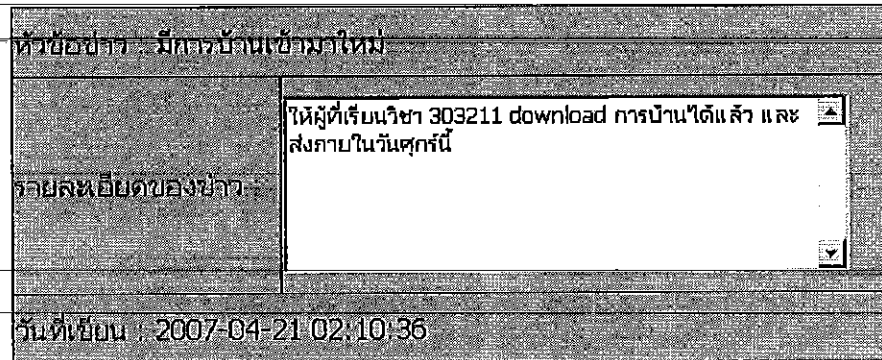 หัวข้อข่าว : มีการบ้านเข้ามาใหม่
ให้ผู้ที่เรียนวิชา 303211 download การบ้านได้แล้ว และ
ส่งภายในวันศุกร์นี้
รายละเอียดของข่าว :
วันที่เขียน : 2007-04-21 02:10:36